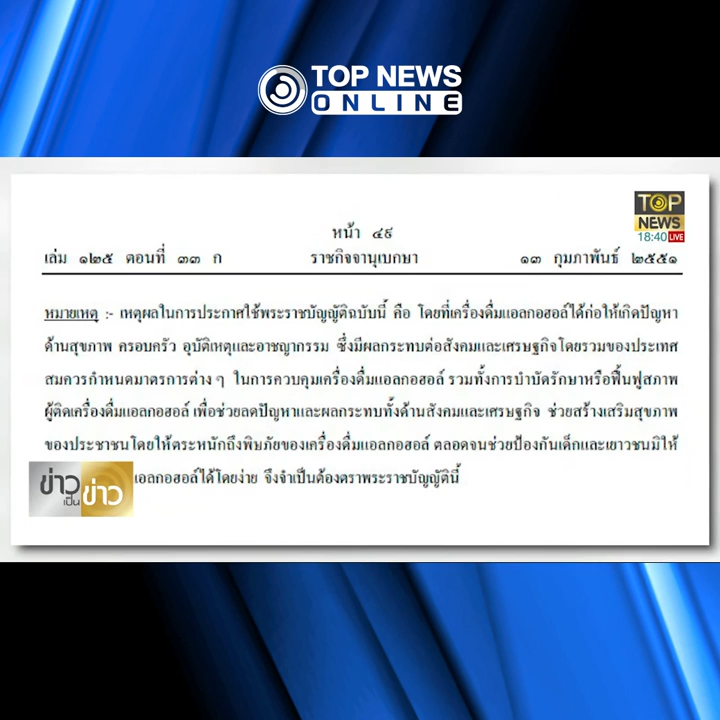 TOP NEWS
ONLINE
TOP
NEWS
18:40 LIVE
หน้า ๔๙
เล่ม ๑๒๕ ตอนที่ ๓๓ ก ราชกิจจานุเบกษา ๑๓ กุมภาพันธ์ ๒๕๕๑
หมายเหตุ :- เหตุผลในการประกาศใช้พระราชบัญญัติฉบับนี้ คือ โดยที่เครื่องดื่มแอลกอฮอล์ได้ก่อให้เกิดปัญหา
ด้านสุขภาพ ครอบครัว อุบัติเหตุและอาชญากรรม ซึ่งมีผลกระทบต่อสังคมและเศรษฐกิจโดยรวมของประเทศ
สมควรกำหนดมาตรการต่าง ๆ ในการควบคุมเครื่องดื่มแอลกอฮอล์ รวมทั้งการบำบัดรักษาหรือฟื้นฟูสภาพ
ผู้ติดเครื่องดื่มแอลกอฮอล์ เพื่อช่วยลดปัญหาและผลกระทบทั้งด้านสังคมและเศรษฐกิจ ช่วยสร้างเสริมสุขภาพ
ของประชาชนโดยให้ตระหนักถึงพิษภัยของเครื่องดื่มแอลกอฮอล์ ตลอดจนช่วยป้องกันเด็กและเยาวชนมิให้
แอลกอฮอล์ได้โดยง่าย จึงจำเป็นต้องตราพระราชบัญญัตินี้
ข่าว
เป็น
ข่าว